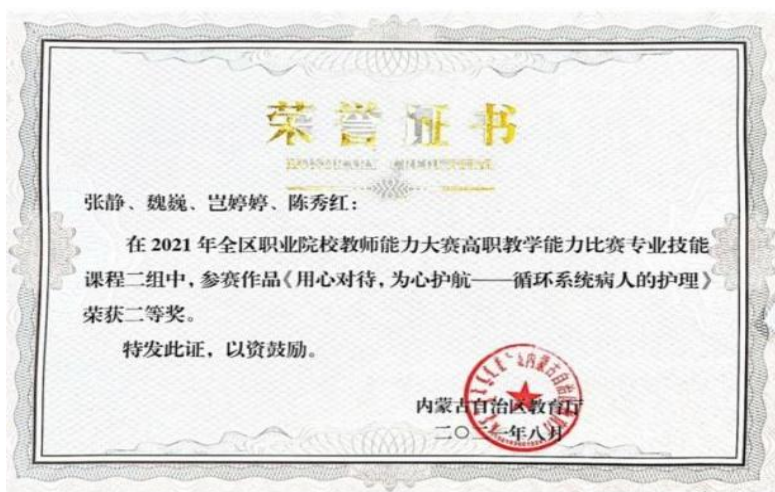 荣誉证书
张静、魏巍、岂婷婷、陈秀红：
在 2021 年全区职业院校教师能力大赛高职教学能力比赛专业技能
课程二组中，参赛作品《用心对待，为心护航——循环系统病人的护理》
荣获二等奖。
特发此证，以资鼓励。
内蒙古自治区教育厅
二〇二一年八月